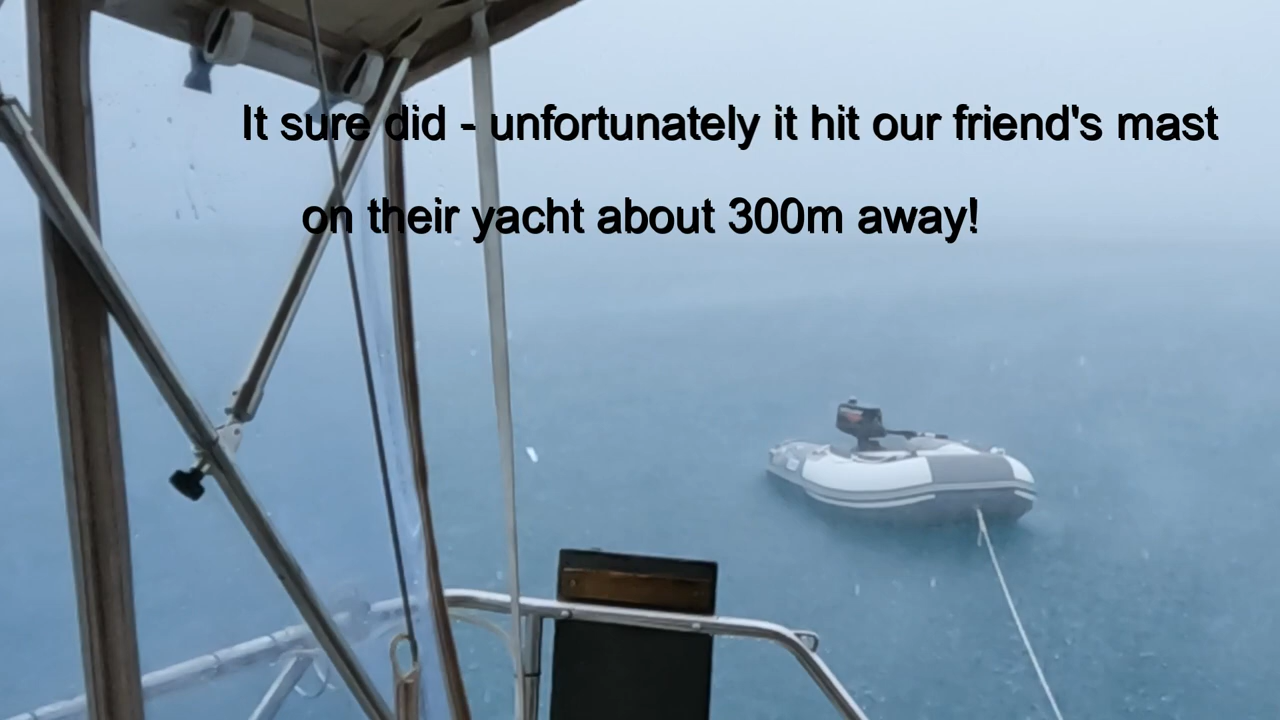 It sure did - unfortunately it hit our friend's mast
on their yacht about 300m away!